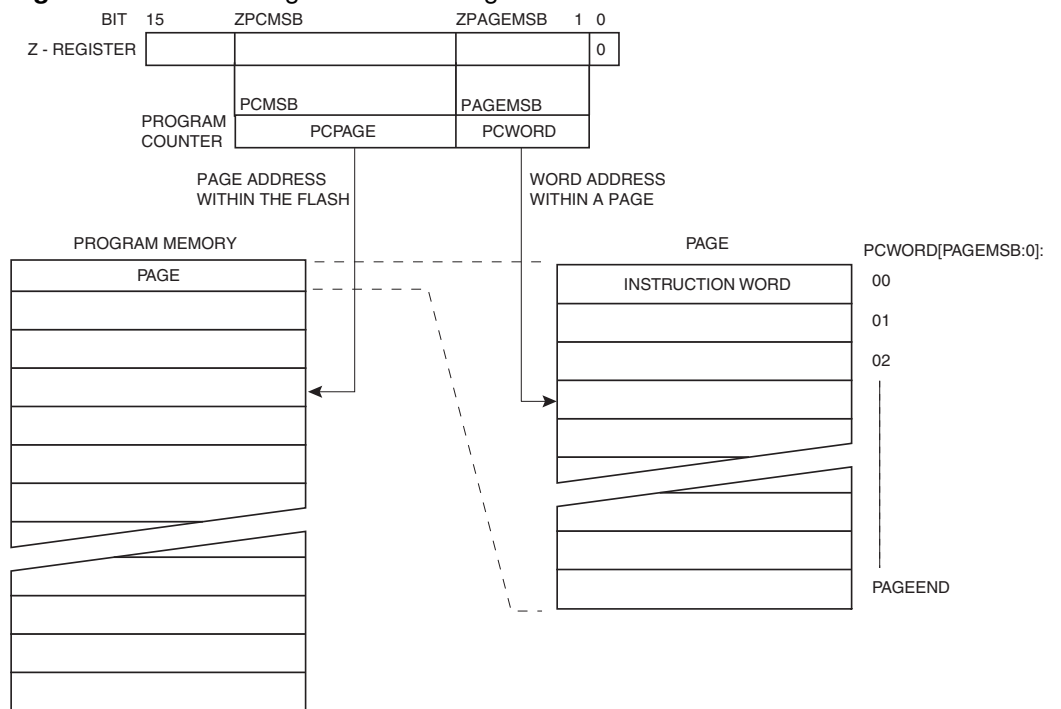 BIT 15 ZPCMSB ZPAGEMSB 1 0
Z - REGISTER 0
PCMSB PAGEMSB
PROGRAM
COUNTER
PCPAGE PCWORD
PAGE ADDRESS
WITHIN THE FLASH
WORD ADDRESS
WITHIN A PAGE
PROGRAM MEMORY
PAGE
PAGE
INSTRUCTION WORD
PCWORD[PAGEMSB:0]:
00
01
02
PAGEEND